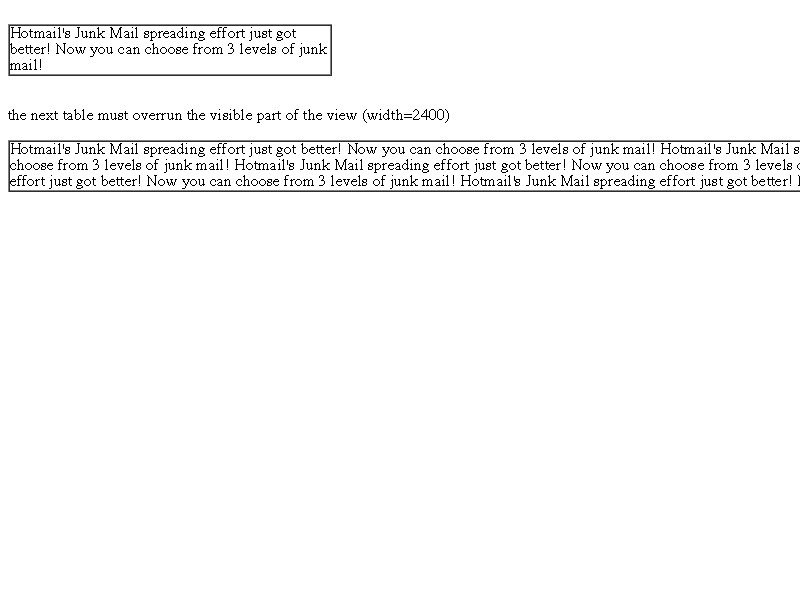 Hotmail's Junk Mail spreading effort just got
better! Now you can choose from 3 levels of junk
mail!
the next table must overrun the visible part of the view (width=2400)
Hotmail's Junk Mail spreading effort just got better! Now you can choose from 3 levels of junk mail! Hotmail's Junk Mail s
choose from 3 levels of junk mail! Hotmail's Junk Mail spreading effort just got better! Now you can choose from 3 levels
effort just got better! Now you can choose from 3 levels of junk mail! Hotmail's Junk Mail spreading effort just got better!